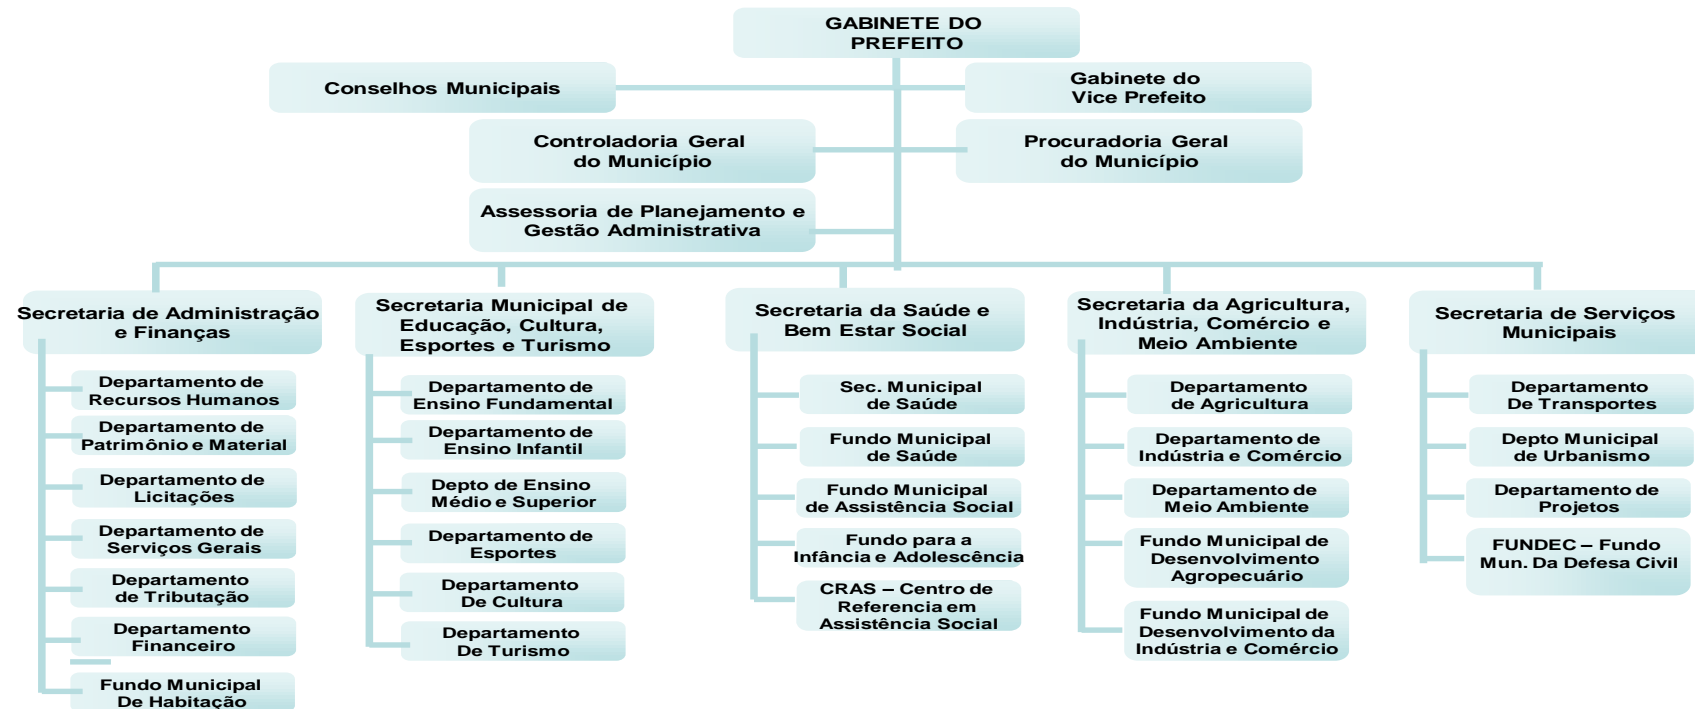 GABINETE DO
PREFEITO
Conselhos Municipais
Gabinete do
Vice Prefeito
Controladoria Geral
do Município
Procuradoria Geral
do Município
Assessoria de Planejamento e
Gestão Administrativa
Secretaria de Administração
e Finanças
Departamento de
Recursos Humanos
Departamento de
Patrimônio e Material
Departamento de
Licitações
Departamento de
Serviços Gerais
Departamento
de Tributação
Departamento
Financeiro
Fundo Municipal
De Habitação
Secretaria Municipal de
Educação, Cultura,
Esportes e Turismo
Departamento de
Ensino Fundamental
Departamento de
Ensino Infantil
Depto de Ensino
Médio e Superior
Departamento de
Esportes
Departamento
De Cultura
Departamento
De Turismo
Secretaria da Saúde e
Bem Estar Social
Sec. Municipal
de Saúde
Fundo Municipal
de Saúde
Fundo Municipal
de Assistência Social
Fundo para a
Infância e Adolescência
CRAS – Centro de
Referencia em
Assistência Social
Secretaria da Agricultura,
Indústria, Comércio e
Meio Ambiente
Departamento
de Agricultura
Departamento de
Indústria e Comércio
Departamento de
Meio Ambiente
Fundo Municipal de
Desenvolvimento
Agropecuário
Fundo Municipal de
Desenvolvimento da
Indústria e Comércio
Secretaria de Serviços
Municipais
Departamento
De Transportes
Depto Municipal
de Urbanismo
Departamento de
Projetos
FUNDEC – Fundo
Mun. Da Defesa Civil